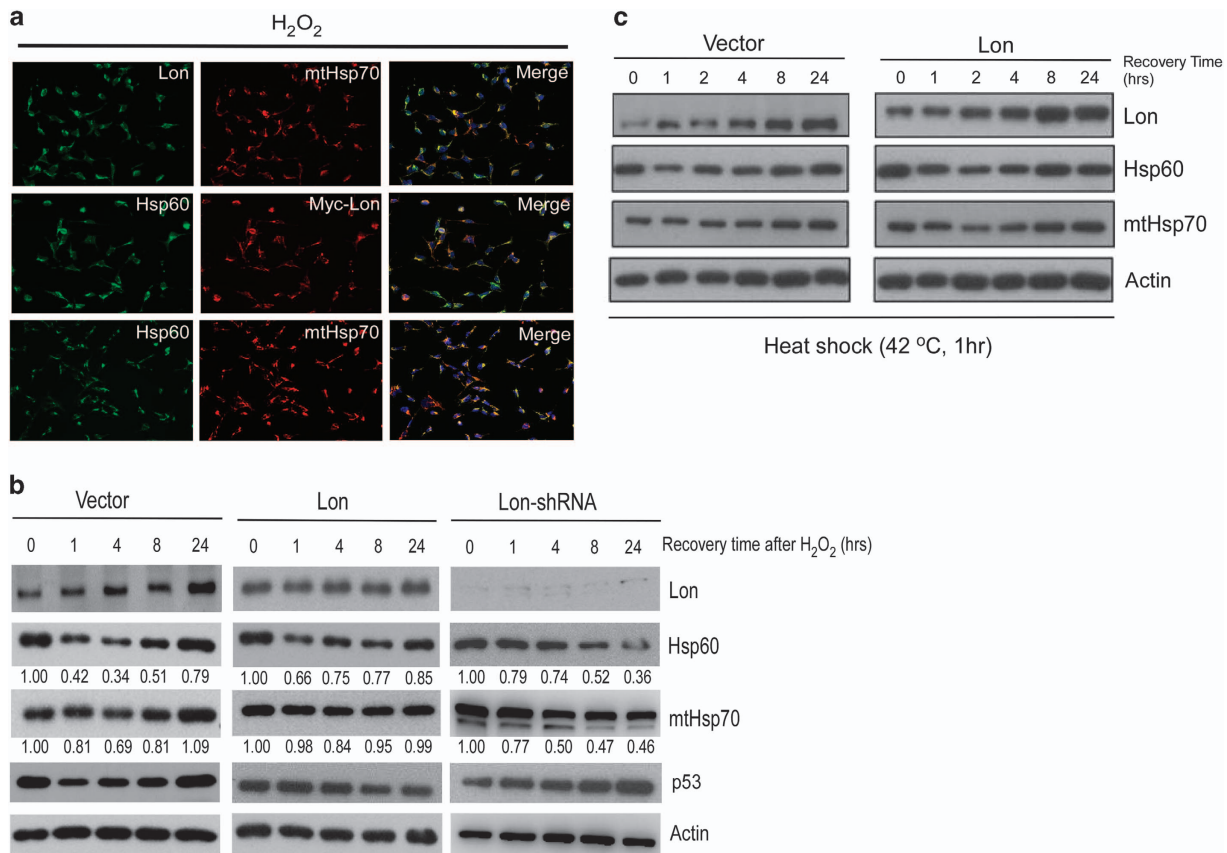 a
H2O2
Lon mtHsp70 Merge
Hsp60 Myc-Lon Merge
Hsp60 mtHsp70 Merge
b
Vector Lon Lon-shRNA
0 1 4 8 24 0 1 4 8 24 0 1 4 8 24 Recovery time after H2O2 (hrs)
Lon
Hsp60
1.00 0.42 0.34 0.51 0.79 1.00 0.66 0.75 0.77 0.85 1.00 0.79 0.74 0.52 0.36
mtHsp70
1.00 0.81 0.69 0.81 1.09 1.00 0.98 0.84 0.95 0.99 1.00 0.77 0.50 0.47 0.46
p53
Actin
c
Vector Lon
0 1 2 4 8 24 0 1 2 4 8 24 Recovery Time
(hrs)
Lon
Hsp60
mtHsp70
Actin
Heat shock (42 °C, 1hr)